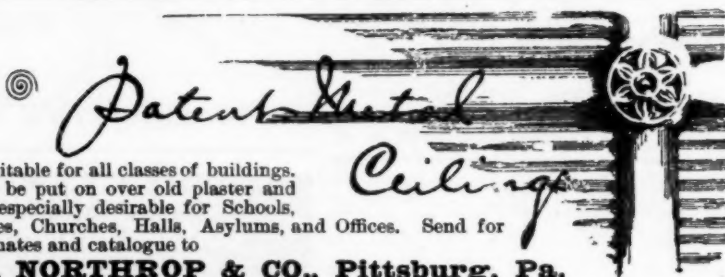 Patent Metal
Ceilings
itable for all classes of buildings.
be put on over old plaster and
especially desirable for Schools,
es, Churches, Halls, Asylums, and Offices. Send for
nates and catalogue to
NORTHROP & CO., Pittsburg, Pa.